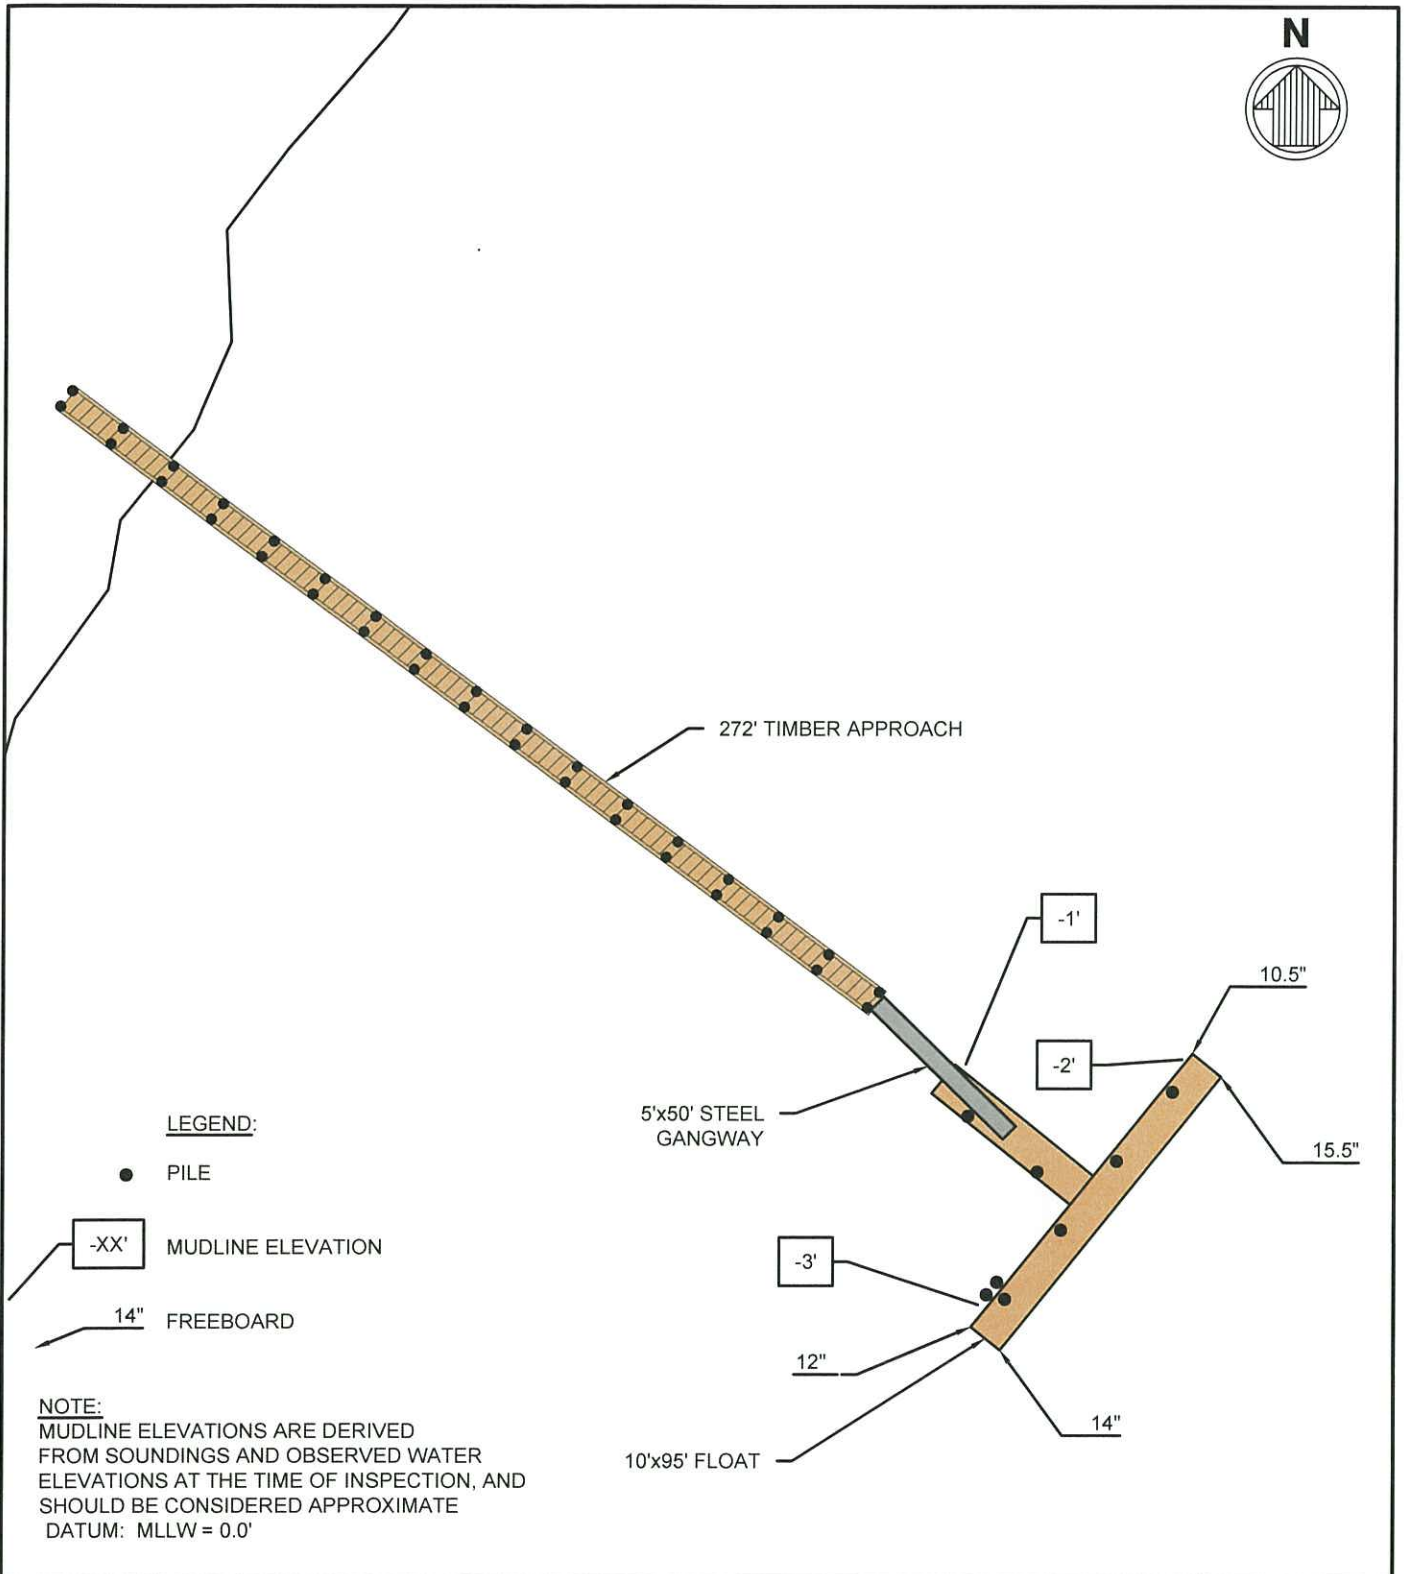 N
272' TIMBER APPROACH
-1'
10.5"
-2'
5'x50' STEEL
GANGWAY
15.5"
LEGEND:
PILE
-XX'
MUDLINE ELEVATION
-3'
14"
FREEBOARD
12"
14"
10'x95' FLOAT
NOTE:
MUDLINE ELEVATIONS ARE DERIVED
FROM SOUNDINGS AND OBSERVED WATER
ELEVATIONS AT THE TIME OF INSPECTION, AND
SHOULD BE CONSIDERED APPROXIMATE
DATUM: MLLW = 0.0'